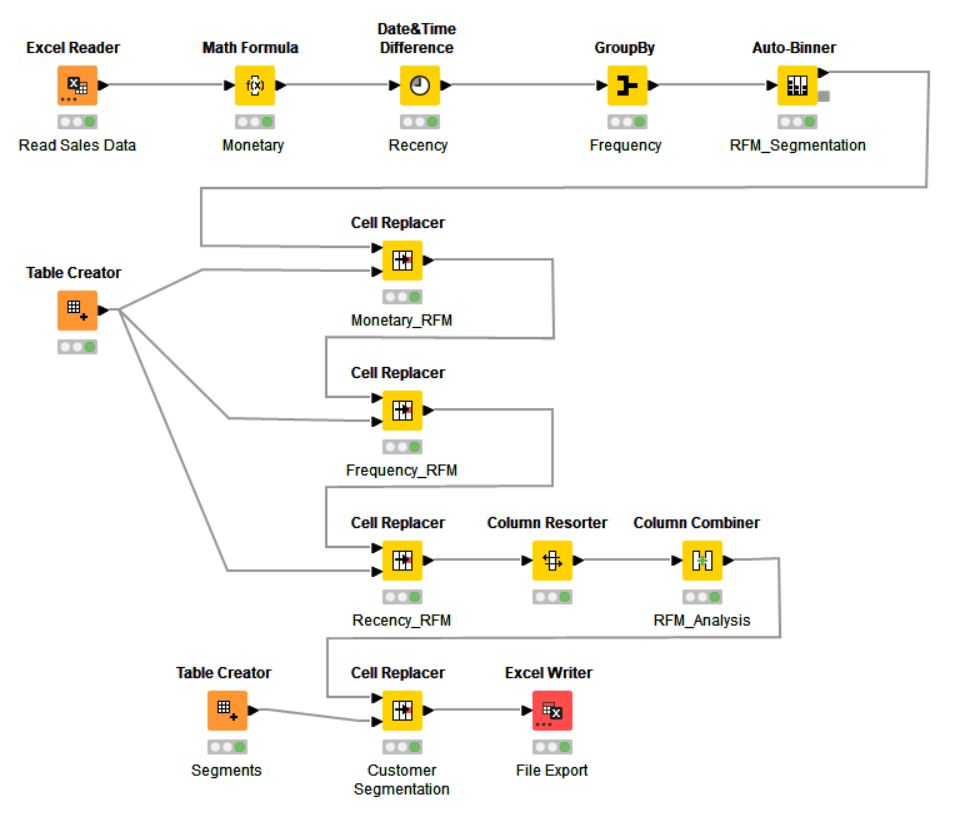 Excel Reader
Math Formula
Date&Time
Difference
GroupBy
Auto-Binner
f(x)
Read Sales Data
Monetary
Recency
Frequency
RFM_Segmentation
Cell Replacer
Table Creator
Monetary_RFM
Cell Replacer
Frequency_RFM
Cell Replacer
Column Resorter
Column Combiner
Recency_RFM
RFM_Analysis
Table Creator
Cell Replacer
Excel Writer
Segments
Customer
Segmentation
File Export